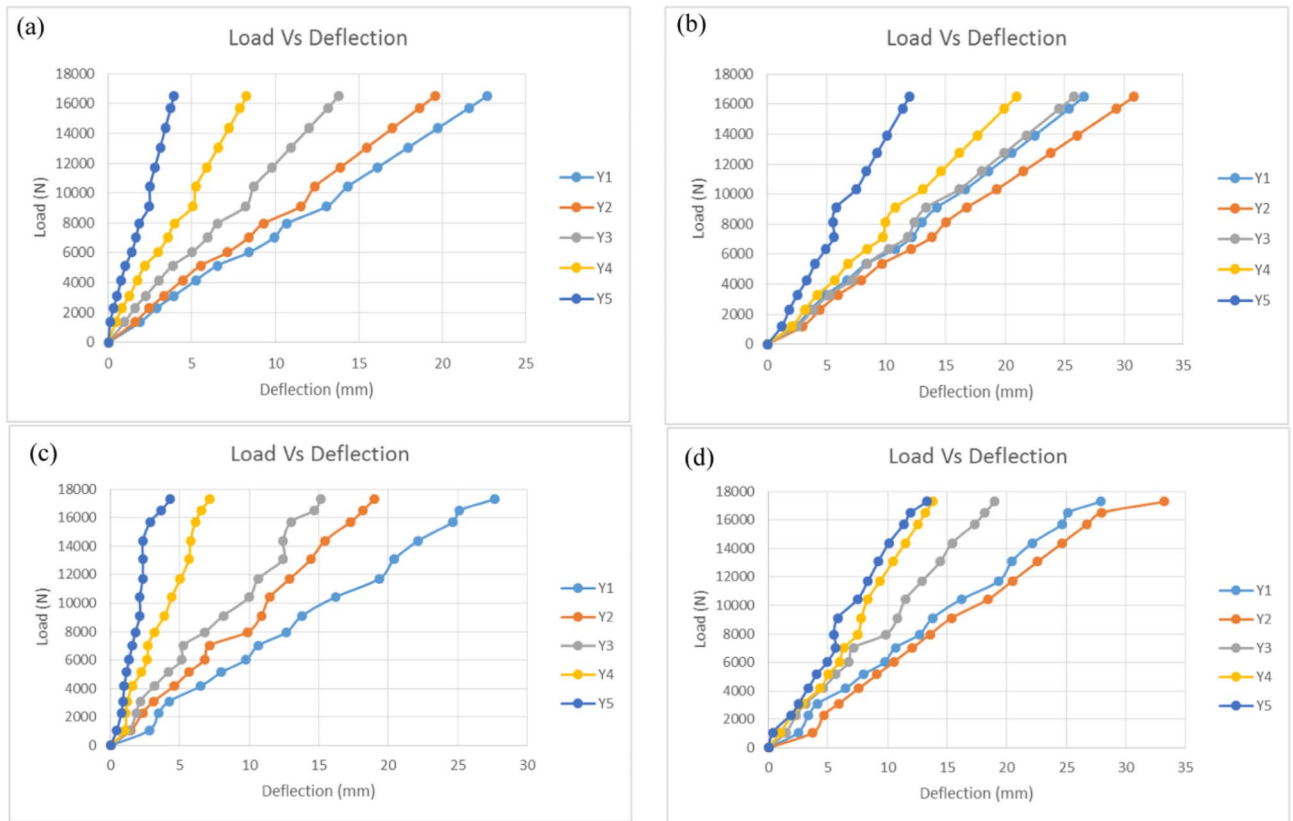 (a)
Load Vs Deflection
18000
16000
14000
12000
10000
8000
6000
4000
2000
0
Load (N)
0 5 10 15 20 25
Deflection (mm)
Y1
Y2
Y3
Y4
Y5
(b)
Load Vs Deflection
18000
16000
14000
12000
10000
8000
6000
4000
2000
0
Load (N)
0 5 10 15 20 25 30 35
Deflection (mm)
Y1
Y2
Y3
Y4
Y5
(c)
Load Vs Deflection
18000
16000
14000
12000
10000
8000
6000
4000
2000
0
Load (N)
0 5 10 15 20 25 30
Deflection (mm)
Y1
Y2
Y3
Y4
Y5
(d)
Load Vs Deflection
18000
16000
14000
12000
10000
8000
6000
4000
2000
0
Load (N)
0 5 10 15 20 25 30 35
Deflection (mm)
Y1
Y2
Y3
Y4
Y5